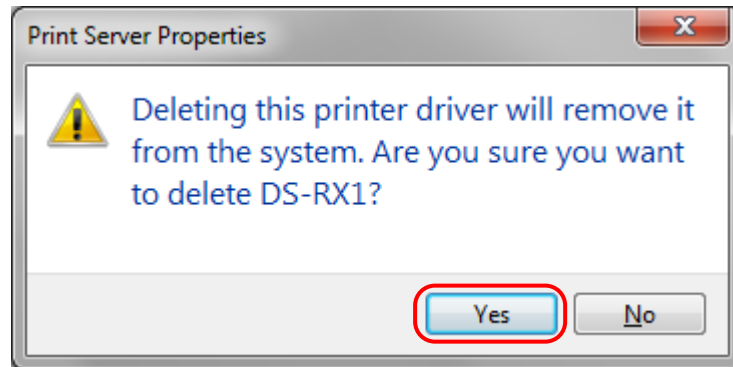 Print Server Properties
Deleting this printer driver will remove it
from the system. Are you sure you want
to delete DS-RX1?
Yes
No